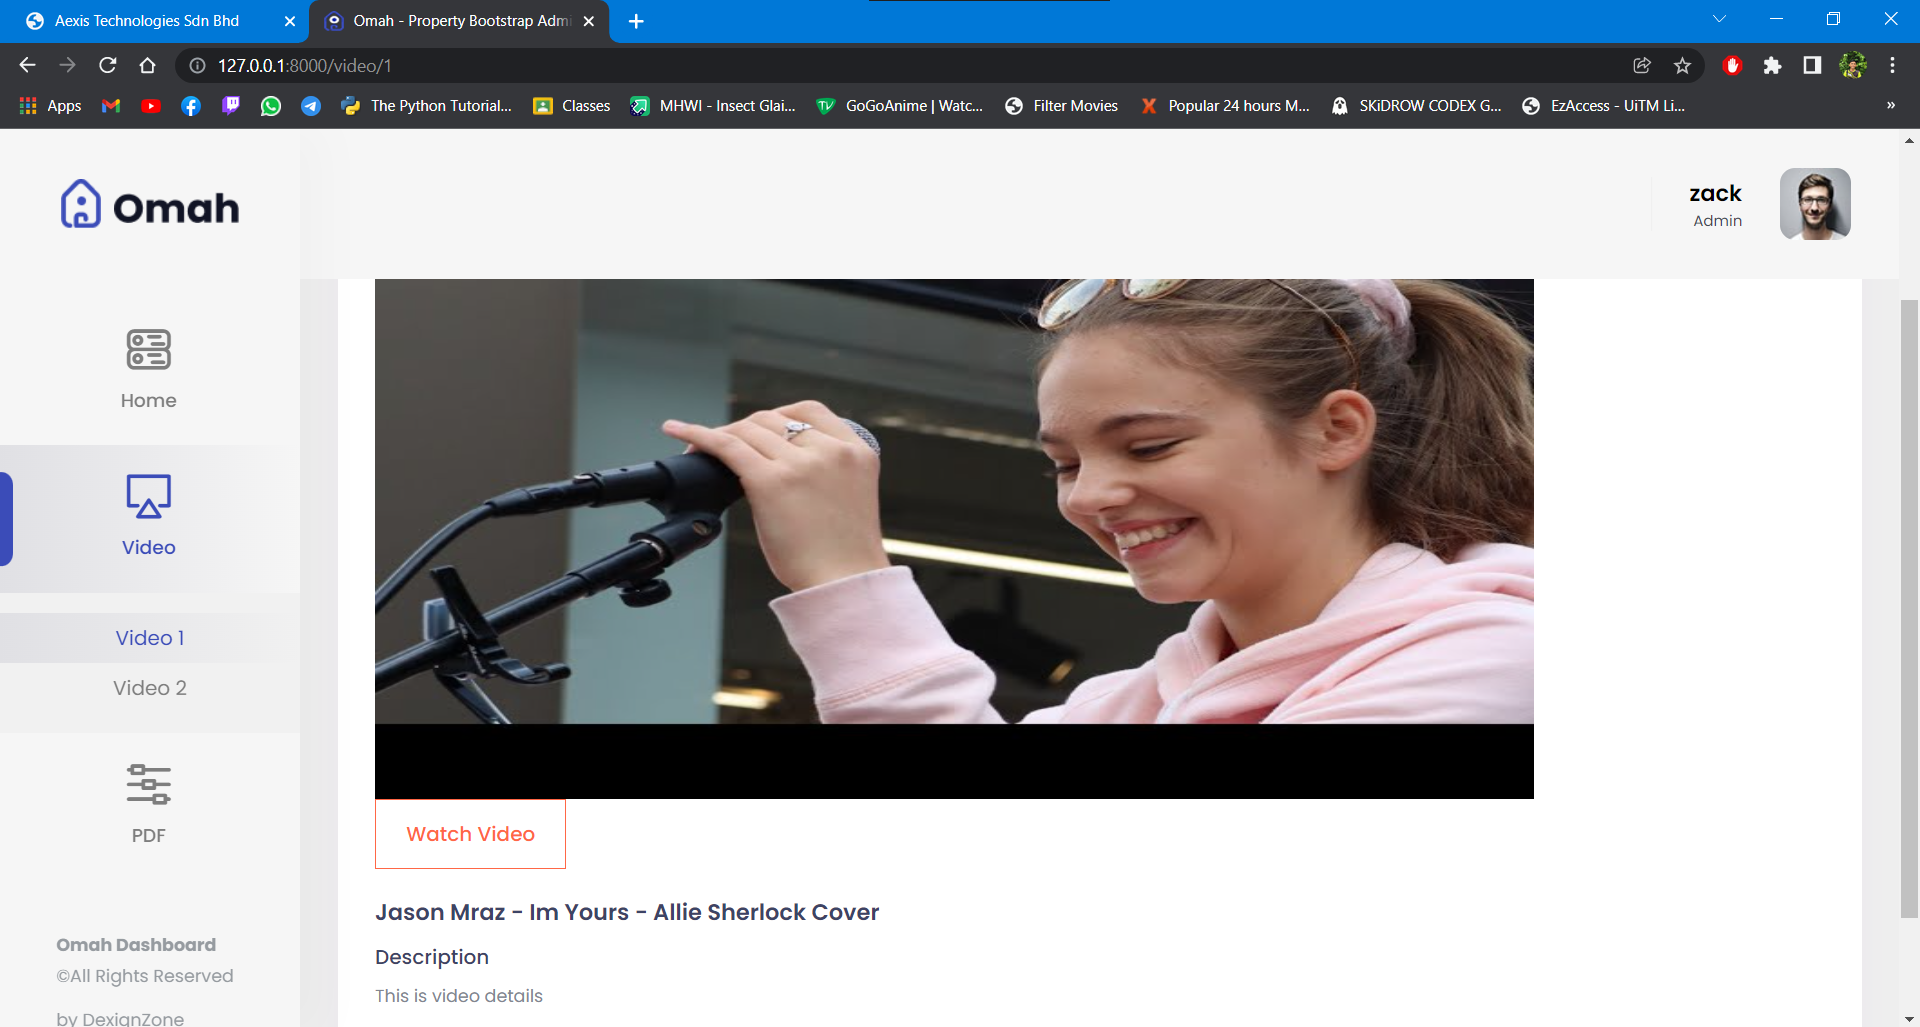 Aexis Technologies Sdn Bhd
Omah - Property Bootstrap Admi
127.0.0.1:8000/video/1
Apps
The Python Tutorial...
Classes
MHWI - Insect Glai...
GoGoAnime | Watc...
Filter Movies
Popular 24 hours M...
SKiDROW CODEX G...
EzAccess - UiTM Li...
»
Omah
zack
Admin
Home
Video
Video 1
Video 2
PDF
Omah Dashboard
©All Rights Reserved
by DexignZone
Watch Video
Jason Mraz - Im Yours - Allie Sherlock Cover
Description
This is video details